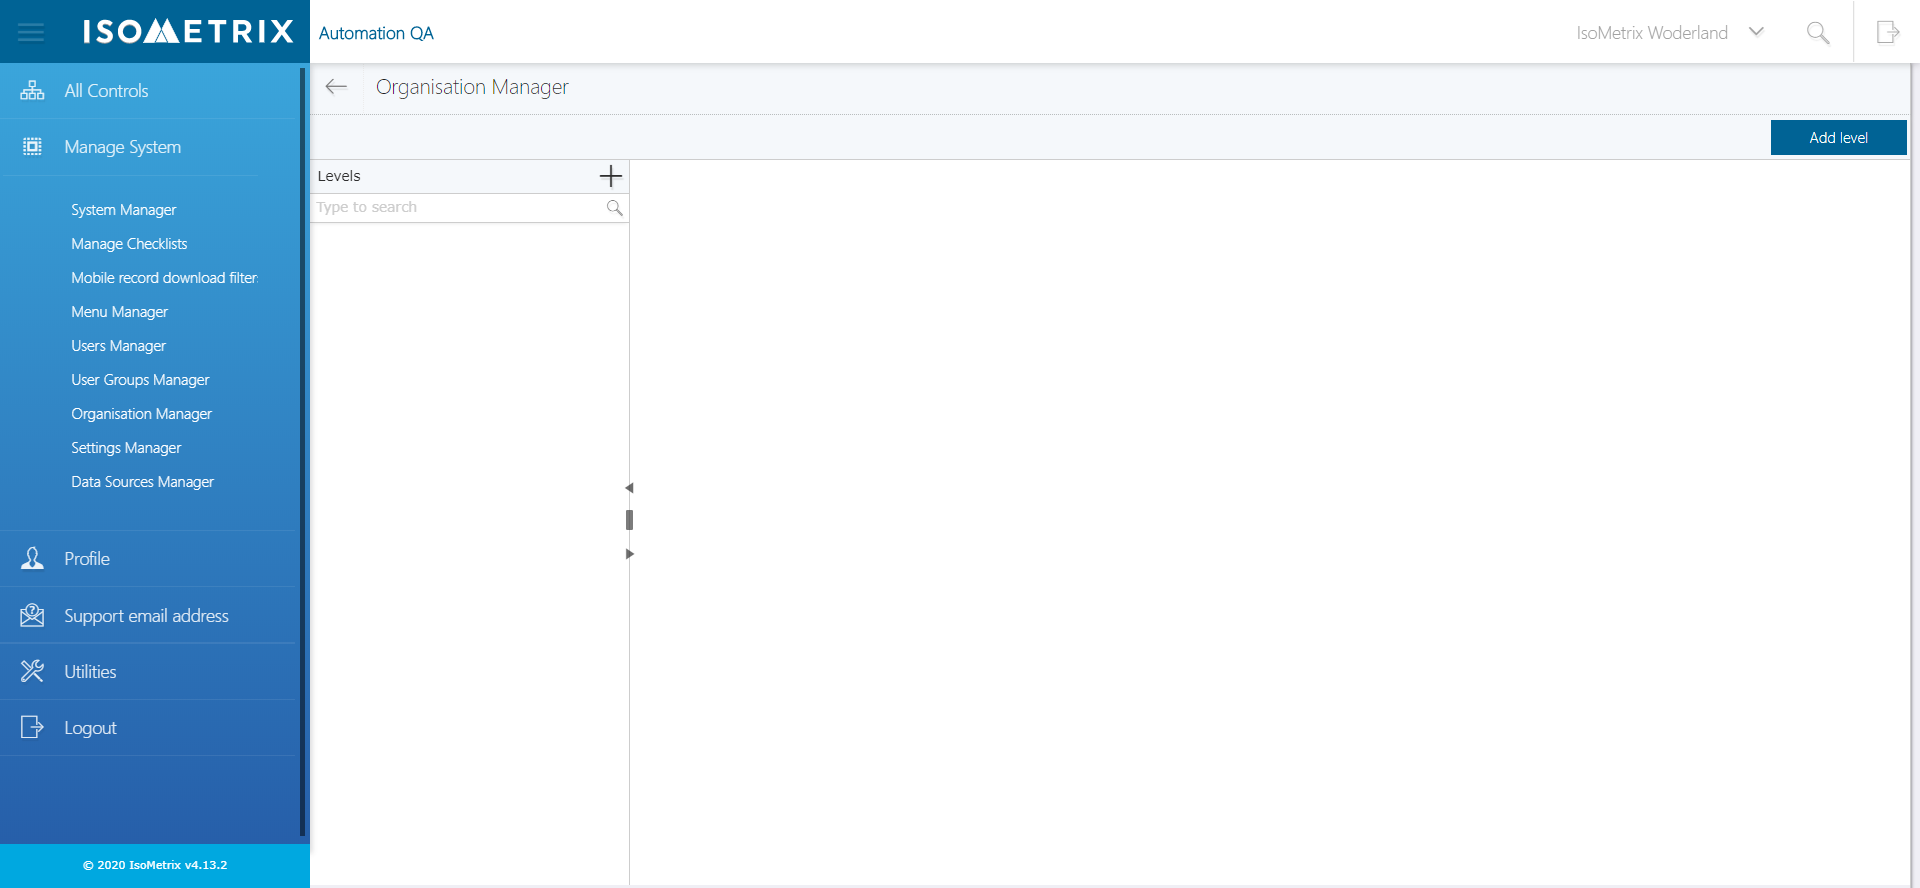 ISOMETRIX
Automation QA
IsoMetrix Woderland
All Controls
Manage System
System Manager
Manage Checklists
Mobile record download filter
Menu Manager
Users Manager
User Groups Manager
Organisation Manager
Settings Manager
Data Sources Manager
Profile
Support email address
Utilities
Logout
© 2020 IsoMetrix v4.13.2
Organisation Manager
Add level
Levels
Type to search